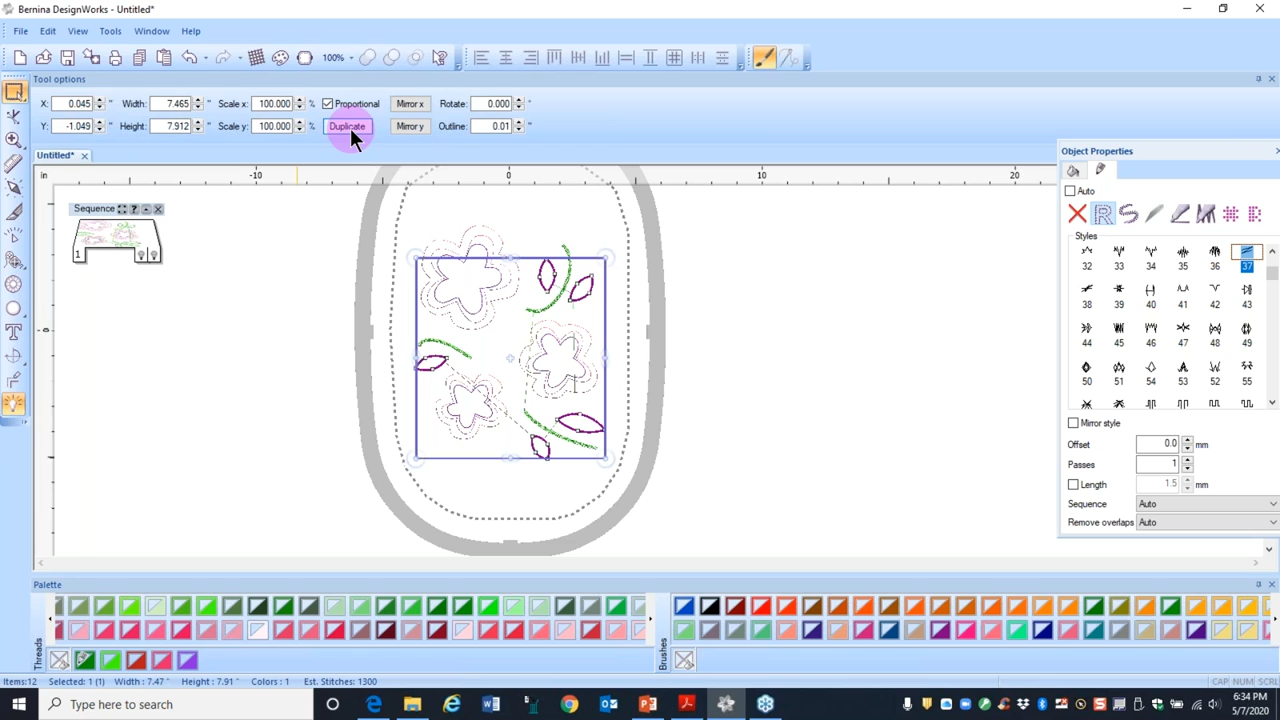 Bernina DesignWorks - Untitled*
File Edit View Tools Window Help
100%
Tool options
X: 0.045 " Width: 7.465 " Scale x: 100.000 % Proportional Mirror x Rotate: 0.000 °
Y: -1.049 " Height: 7.912 " Scale y: 100.000 % Duplicate Mirror y Outline: 0.01 "
Untitled*
in -10 0 10 20
0
Sequence
1
Object Properties
Auto
Styles
32 33 34 35 36 37
38 39 40 41 42 43
44 45 46 47 48 49
50 51 54 53 52 55
Mirror style
Offset 0.0 mm
Passes 1
Length 1.5 mm
Sequence Auto
Remove overlaps Auto
Palette
Threads
Brushes
Items:12 Selected: 1 (1) Width : 7.47 " Height : 7.91 " Colors : 1 Est. Stitches: 1300 CAP NUM SCRL
Type here to search
6:34 PM
5/7/2020